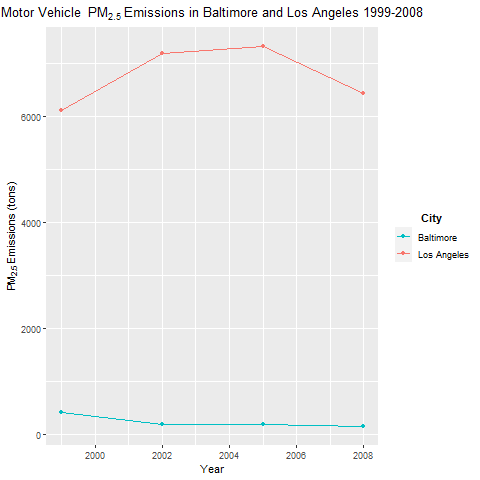 Motor Vehicle PM2.5 Emissions in Baltimore and Los Angeles 1999-2008
6000
4000
2000
0
PM2.5 Emissions (tons)
2000 2002 2004 2006 2008
Year
City
Baltimore
Los Angeles